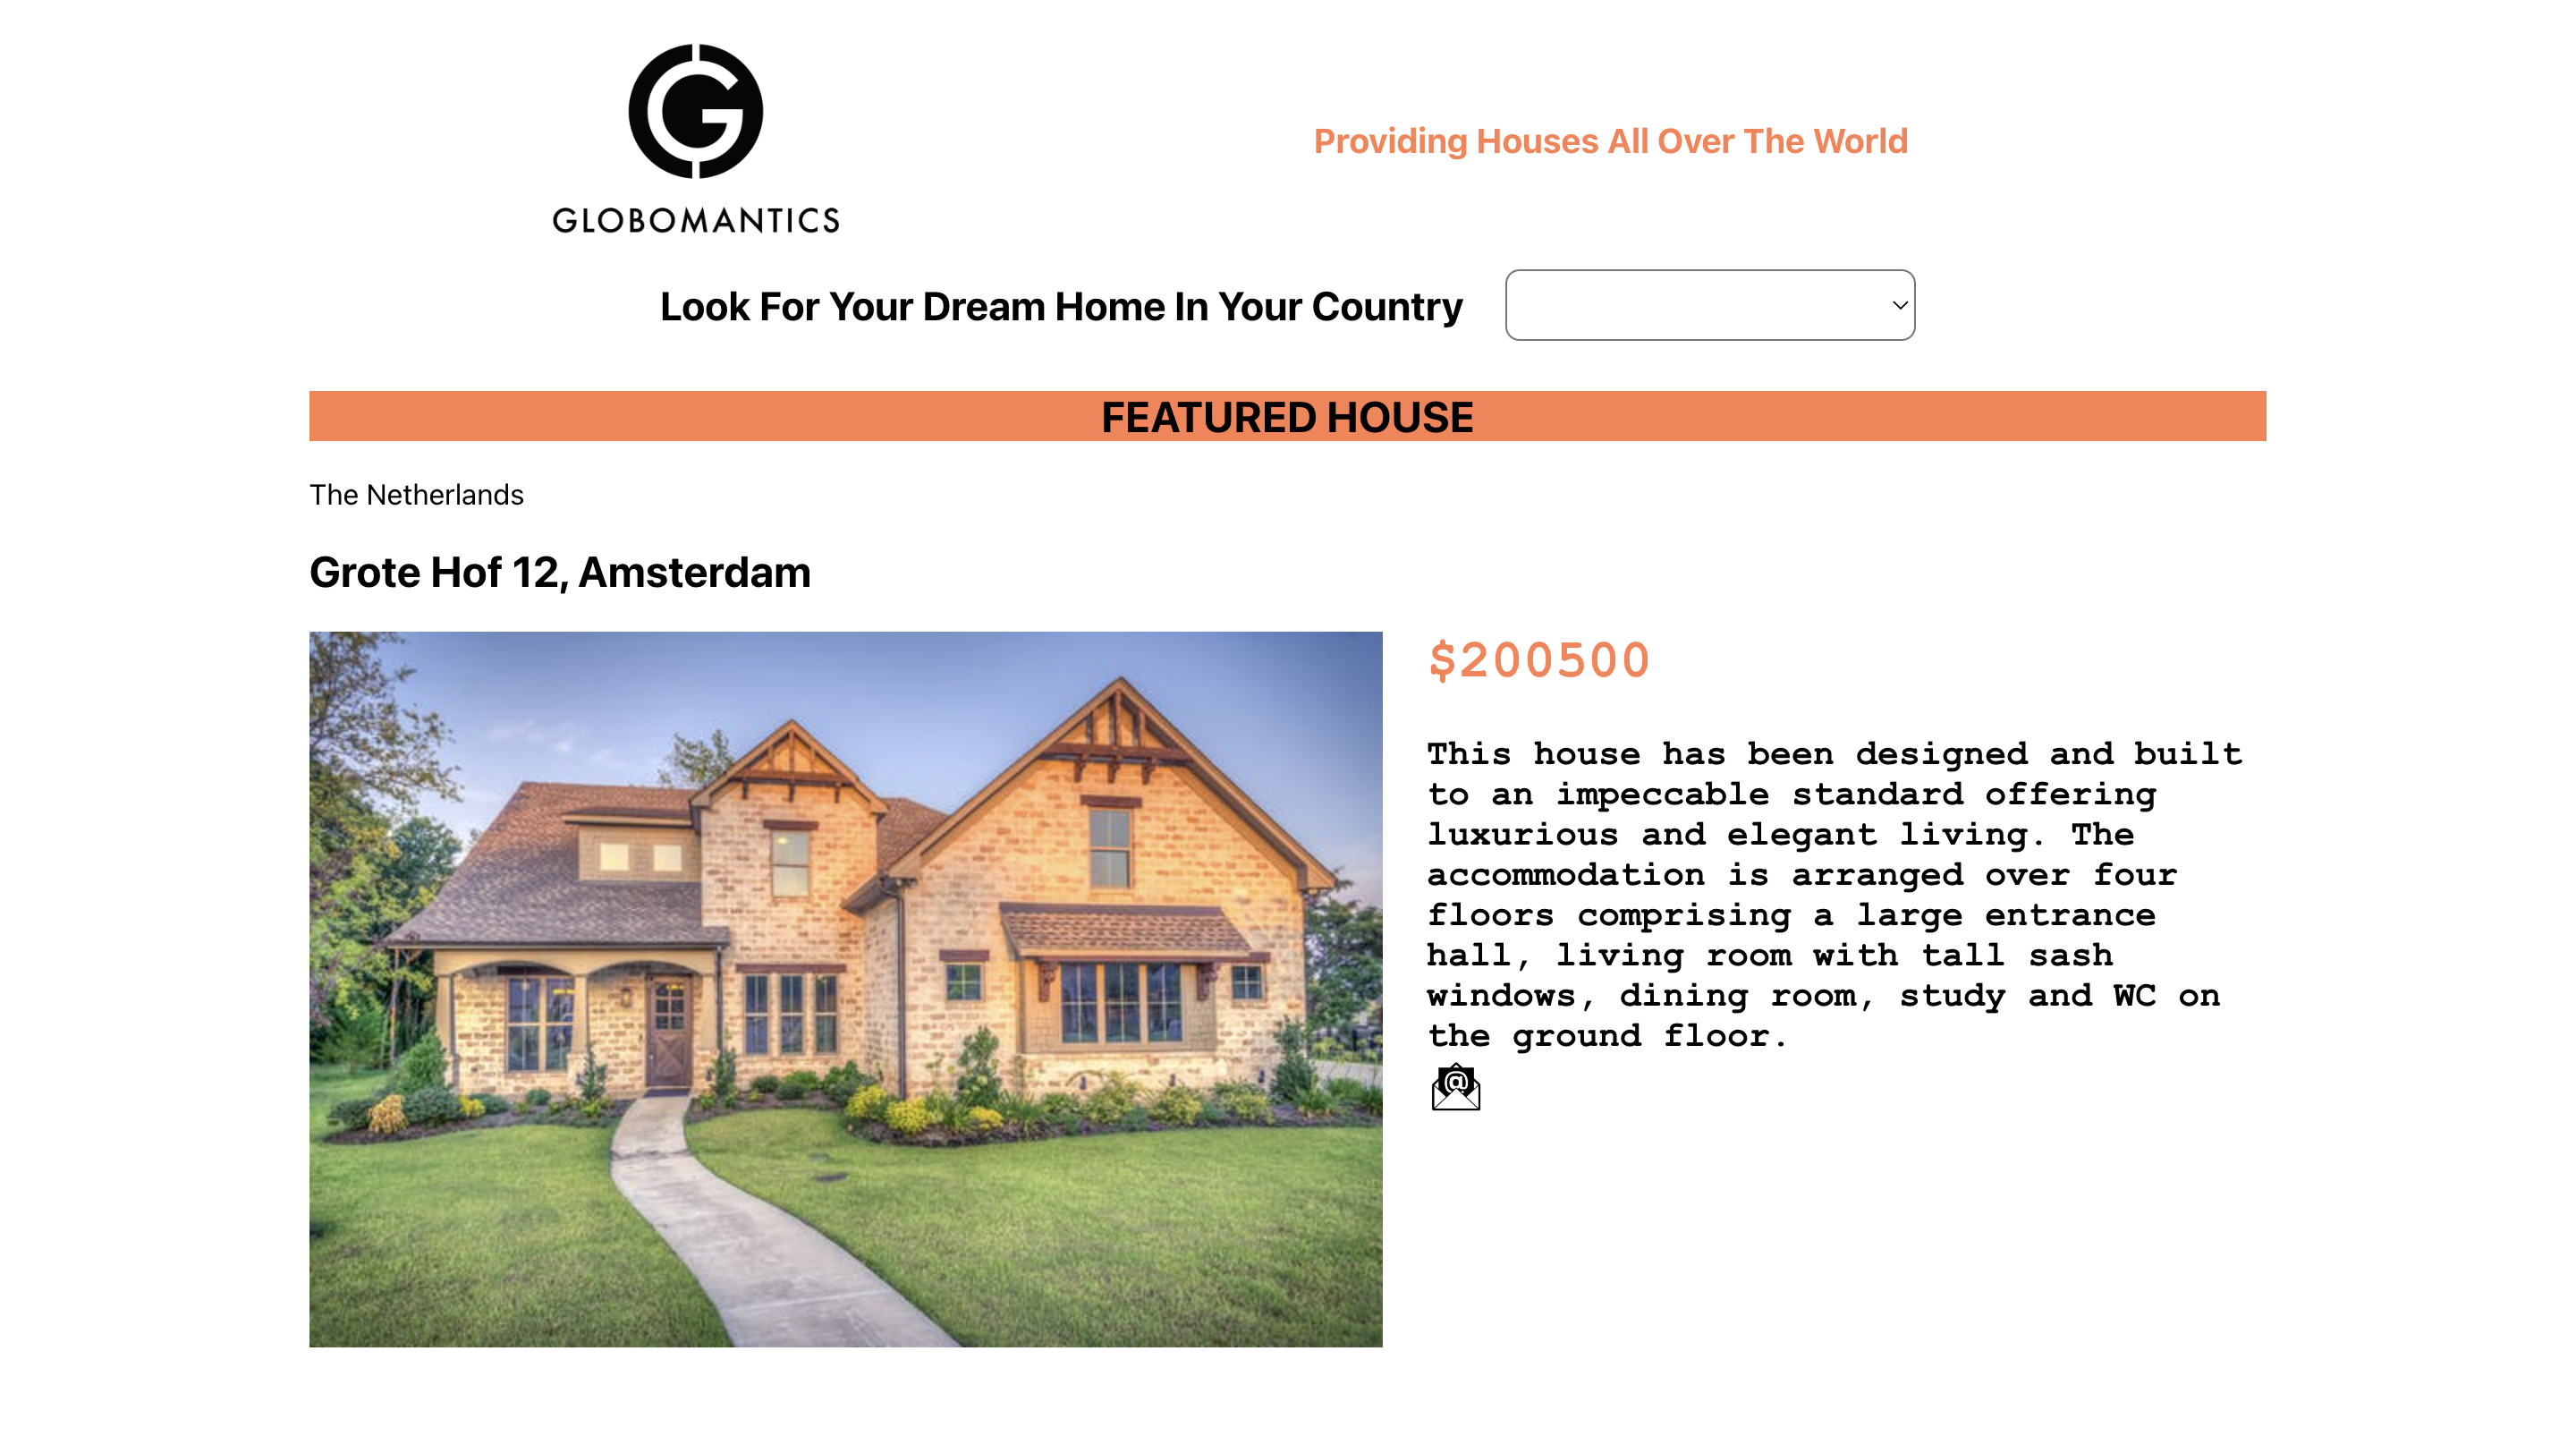 GLOBOMANTICS
Providing Houses All Over The World
Look For Your Dream Home In Your Country
FEATURED HOUSE
The Netherlands
Grote Hof 12, Amsterdam
$200500
This house has been designed and built
to an impeccable standard offering
luxurious and elegant living. The
accommodation is arranged over four
floors comprising a large entrance
hall, living room with tall sash
windows, dining room, study and WC on
the ground floor.